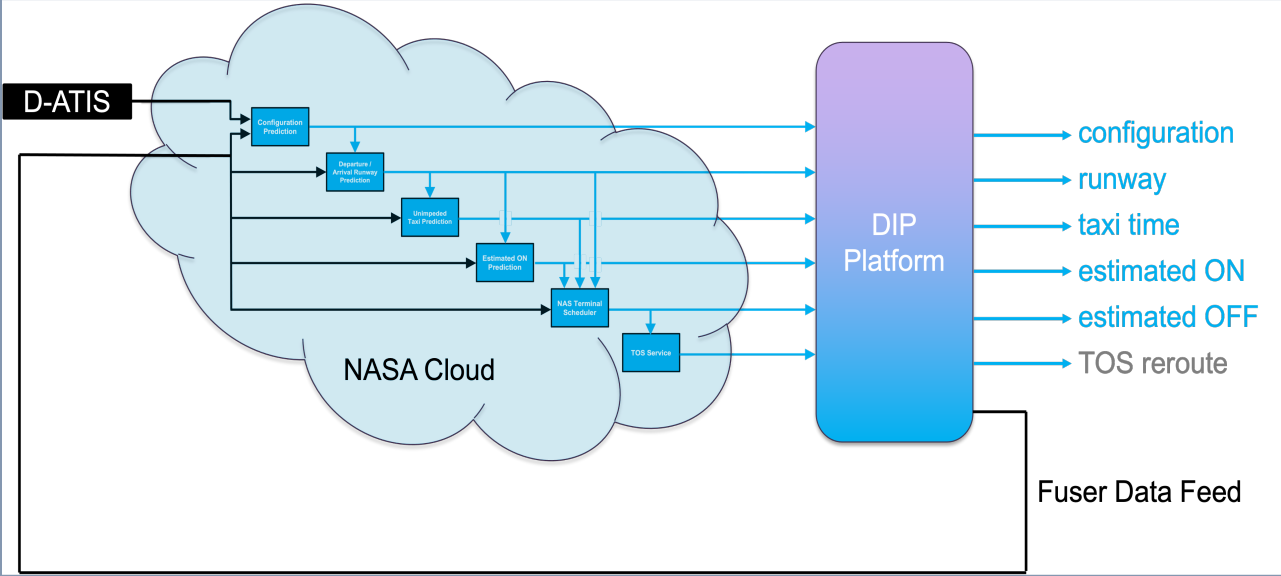 D-ATIS
Configuration
Prediction
Departure /
Arrival Runway
Prediction
Unimpeded
Taxi Prediction
Estimated ON
Prediction
NAS Terminal
Scheduler
TOS Service
NASA Cloud
DIP
Platform
configuration
runway
taxi time
estimated ON
estimated OFF
TOS reroute
Fuser Data Feed